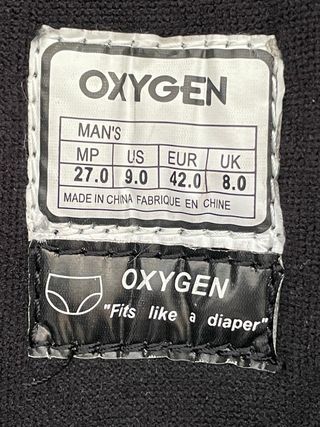 OXYGEN
MAN'S
MP US EUR UK
27.0 9.0 42.0 8.0
MADE IN CHINA FABRIQUE EN CHINE
OXYGEN
"Fits like a diaper"